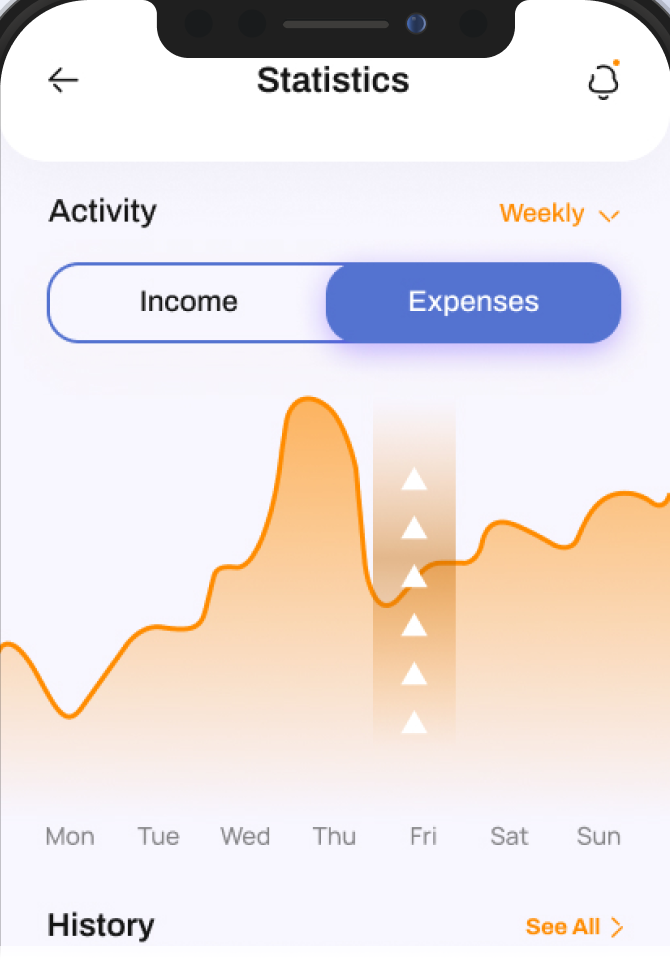 Statistics
Activity
Weekly
Income Expenses
Mon Tue Wed Thu Fri Sat Sun
History
See All